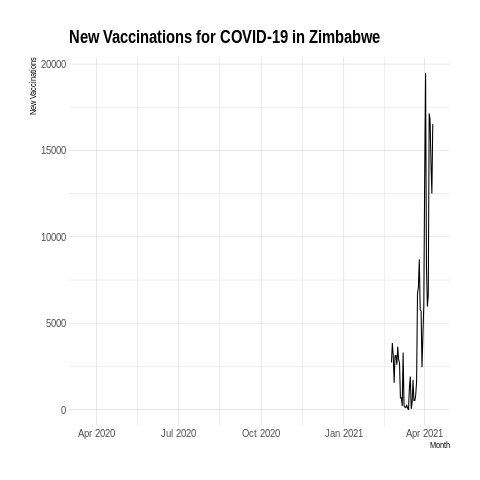 New Vaccinations for COVID-19 in Zimbabwe
New Vaccinations
20000
15000
10000
5000
0
Apr 2020
Jul 2020
Oct 2020
Jan 2021
Apr 2021
Month